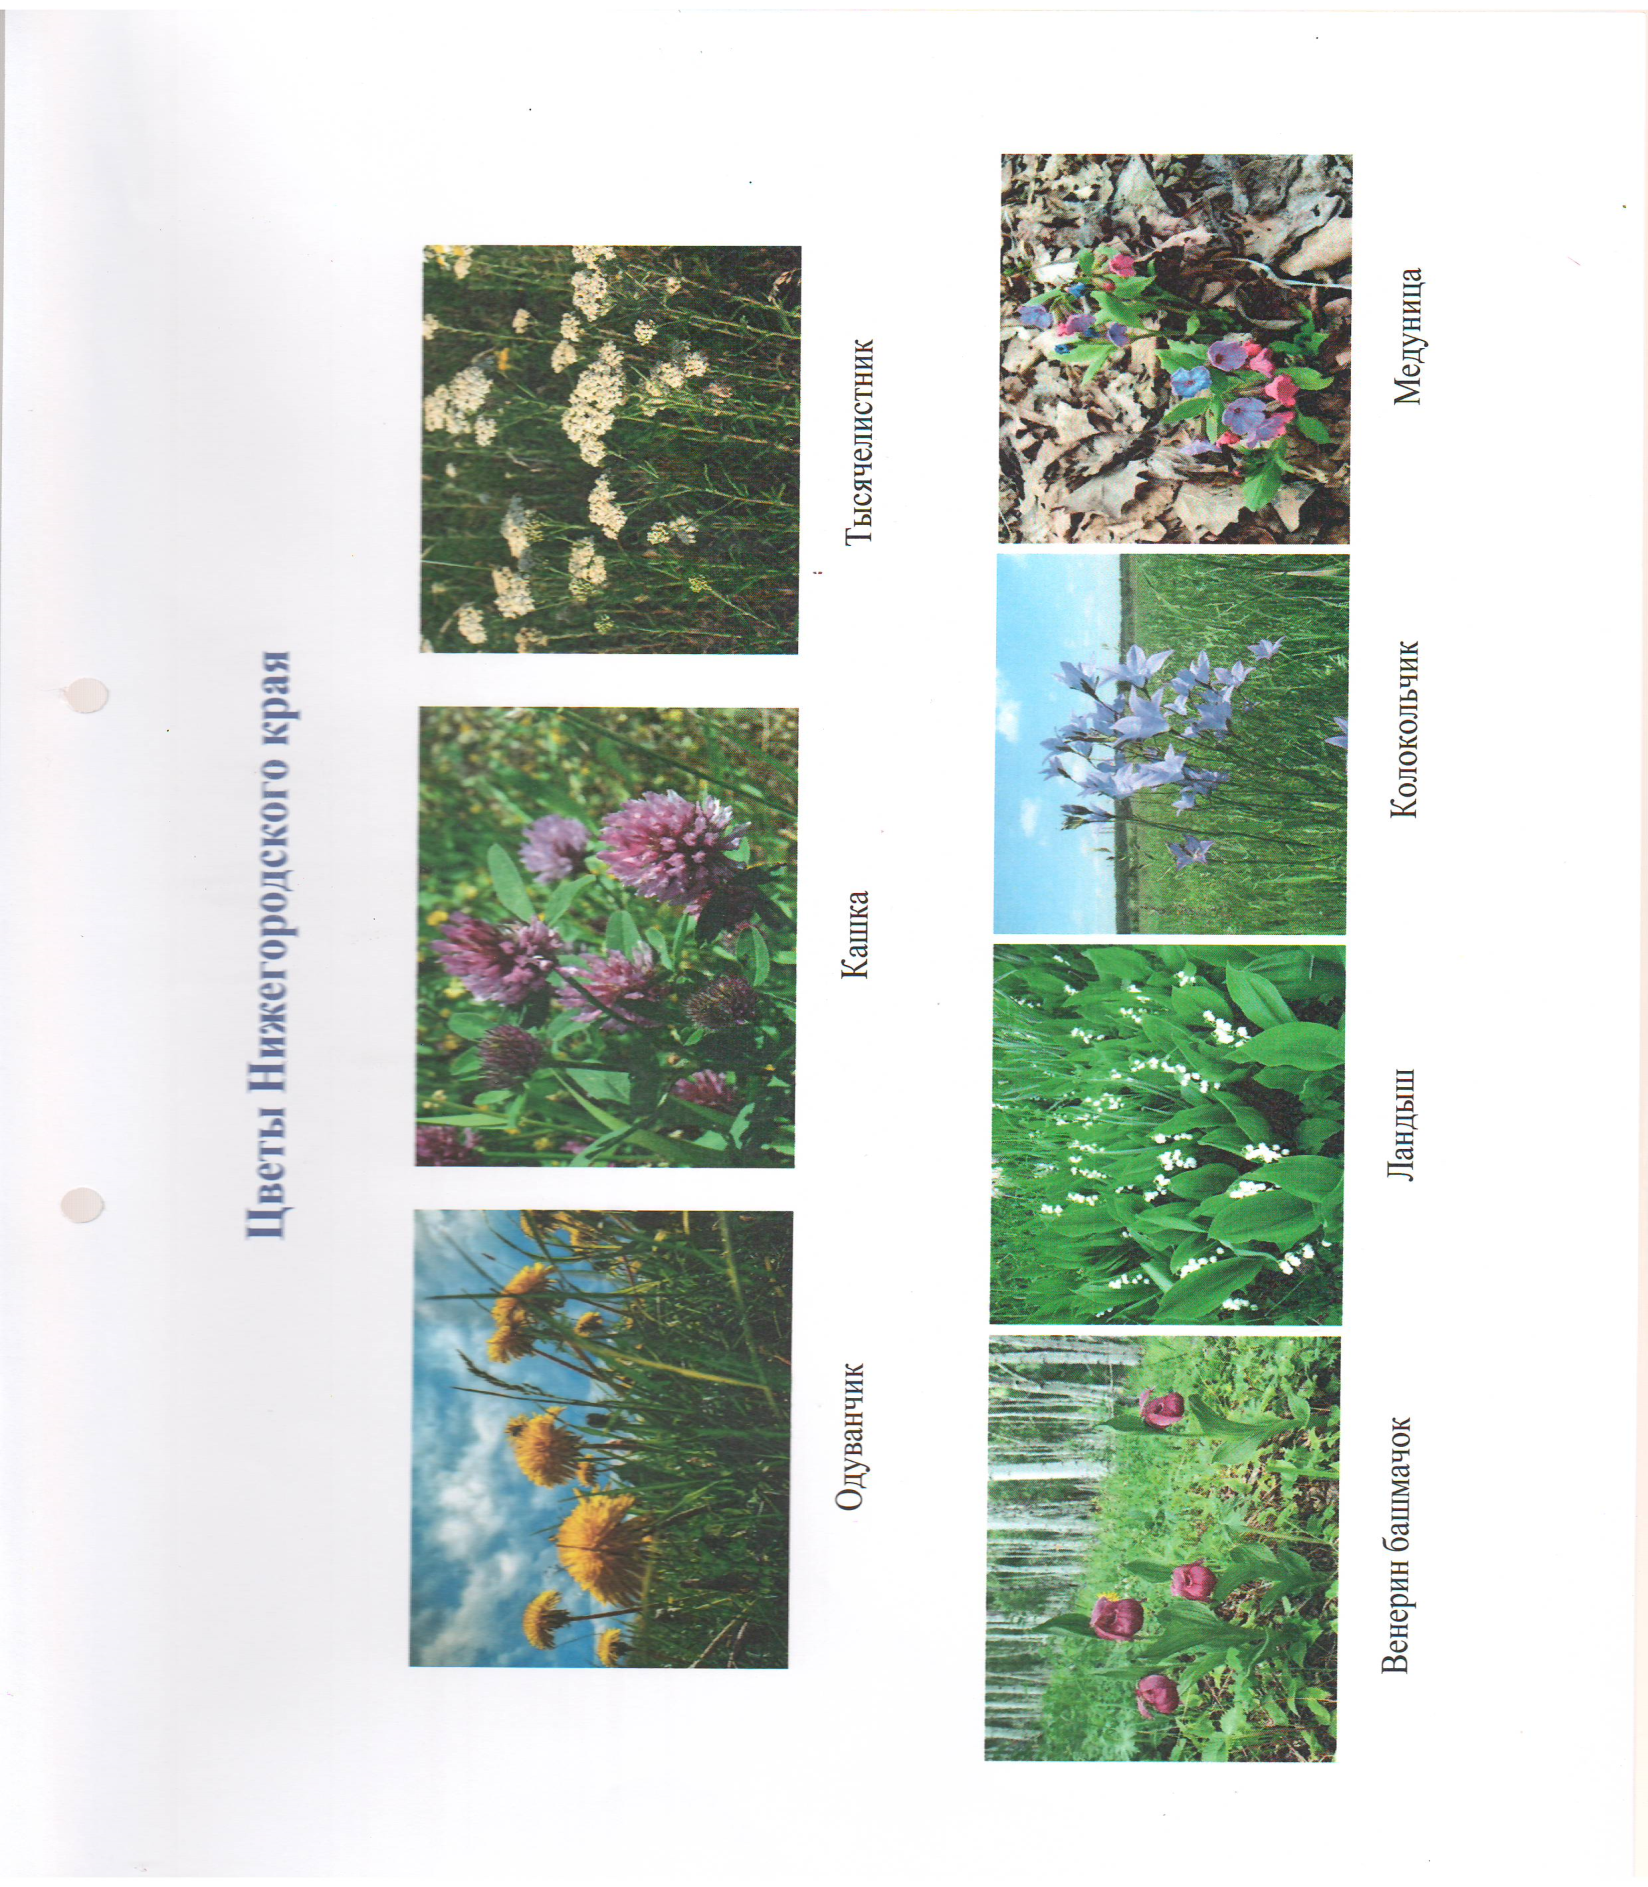 Цветы Нижегородского края
Одуванчик
Кашка
Тысячелистник
Венерин башмачок
Ландыш
Колокольчик
Медуница